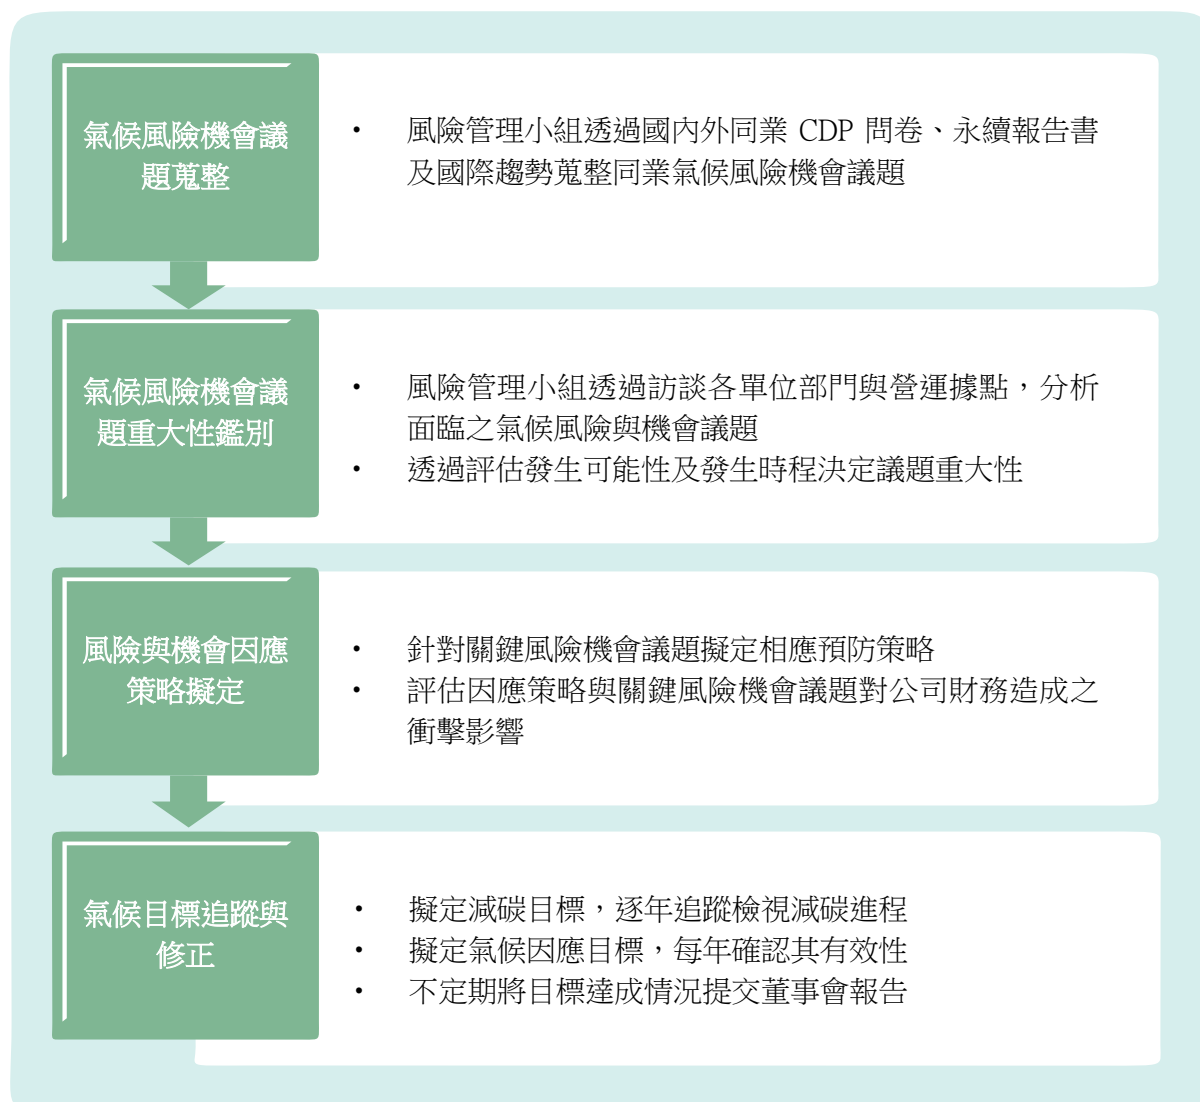 氣候風險機會議
題蒐整
• 風險管理小組透過國內外同業 CDP 問卷、永續報告書
及國際趨勢蒐整同業氣候風險機會議題
氣候風險機會議
題重大性鑑別
• 風險管理小組透過訪談各單位部門與營運據點，分析
面臨之氣候風險與機會議題
• 透過評估發生可能性及發生時程決定議題重大性
風險與機會因應
策略擬定
• 針對關鍵風險機會議題擬定相應預防策略
• 評估因應策略與關鍵風險機會議題對公司財務造成之
衝擊影響
氣候目標追蹤與
修正
• 擬定減碳目標，逐年追蹤檢視減碳進程
• 擬定氣候因應目標，每年確認其有效性
• 不定期將目標達成情況提交董事會報告